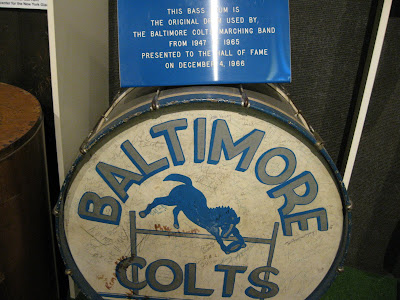 THIS BASS DRUM IS
THE ORIGINAL DRUM USED BY
THE BALTIMORE COLTS MARCHING BAND
FROM 1947 to 1965
PRESENTED TO THE HALL OF FAME
ON DECEMBER 4, 1966
BALTIMORE
COLTS